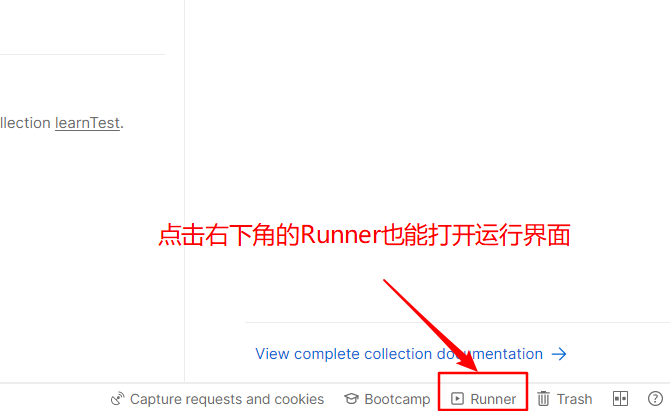 llection learnTest.
点击右下角的Runner也能打开运行界面
View complete collection documentation →
Capture requests and cookies Bootcamp Runner Trash